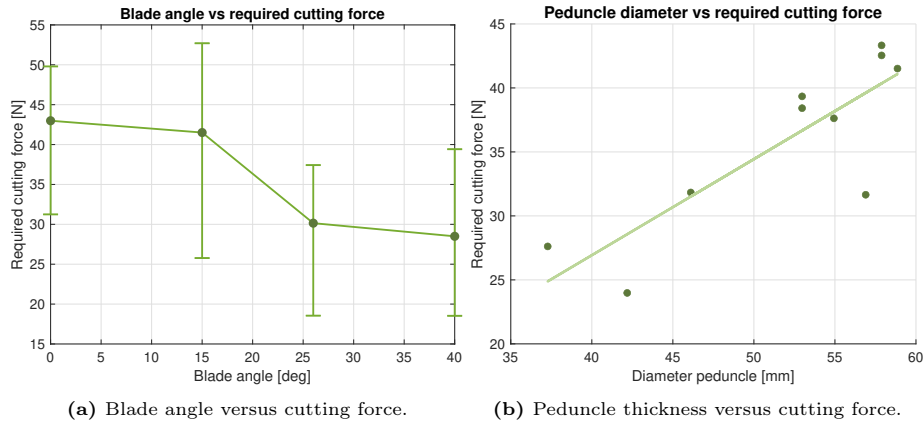 Blade angle vs required cutting force
55
50
45
40
35
30
25
20
15
Required cutting force [N]
0 5 10 15 20 25 30 35 40
Blade angle [deg]
(a) Blade angle versus cutting force.
Peduncle diameter vs required cutting force
45
40
35
30
25
20
Required cutting force [N]
35 40 45 50 55 60
Diameter peduncle [mm]
(b) Peduncle thickness versus cutting force.